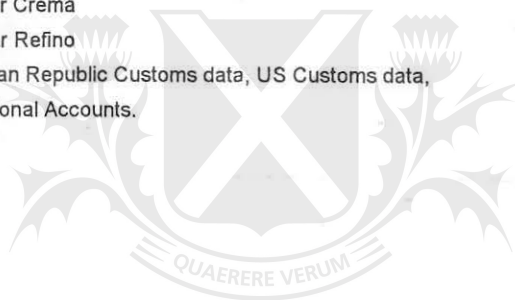 r Crema
r Refino
an Republic Customs data, US Customs data,
onal Accounts.
QUAERERE VERUM